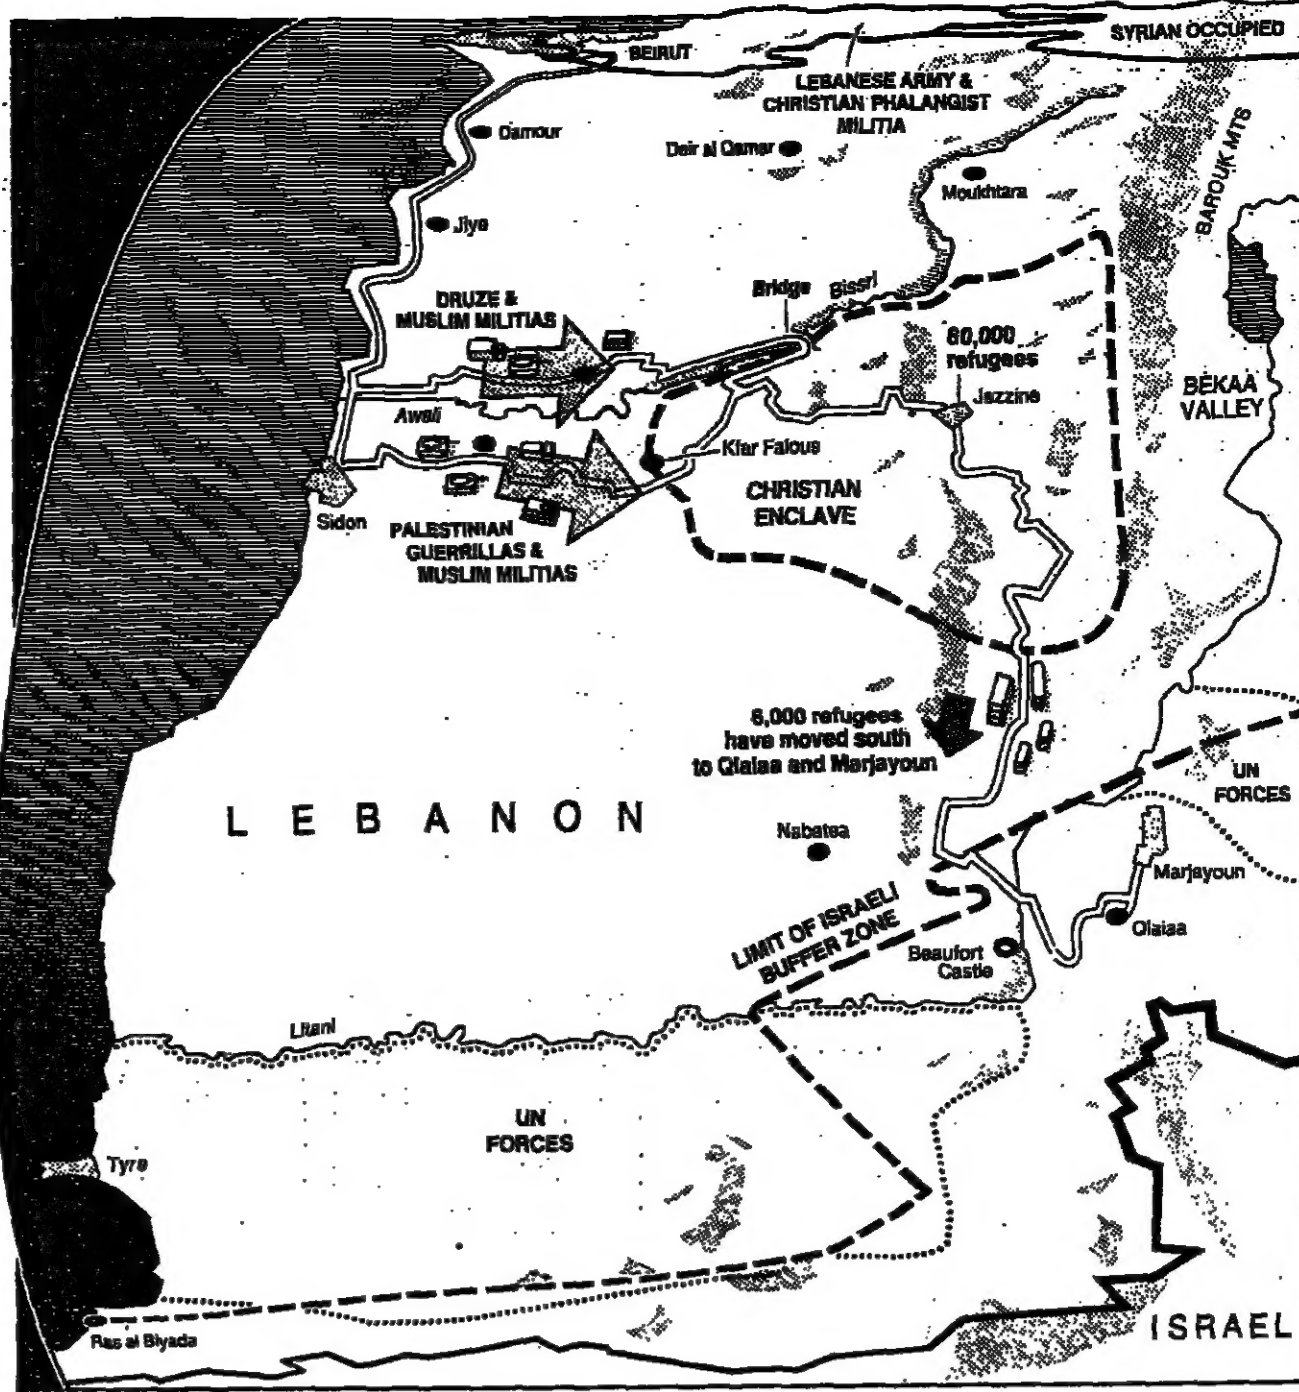 SYRIAN OCCUPIED
BEIRUT
LEBANESE ARMY &
CHRISTIAN PHALANGIST
MILITIA
Damour
Deir al Qamar
Moukhtara
BAROUK MTS
Jiye
Bridge
Bissri
DRUZE &
MUSLIM MILITIAS
60,000
refugees
Jezzine
BEKAA
VALLEY
Awali
Kfar Falous
CHRISTIAN
ENCLAVE
Sidon
PALESTINIAN
GUERRILLAS &
MUSLIM MILITIAS
6,000 refugees
have moved south
to Qlaiaa and Marjayoun
UN
FORCES
LEBANON
Nabatea
Marjayoun
LIMIT OF ISRAELI
BUFFER ZONE
Qlaiaa
Beaufort
Castle
Litani
UN
FORCES
Tyre
Ras al Biyada
ISRAEL